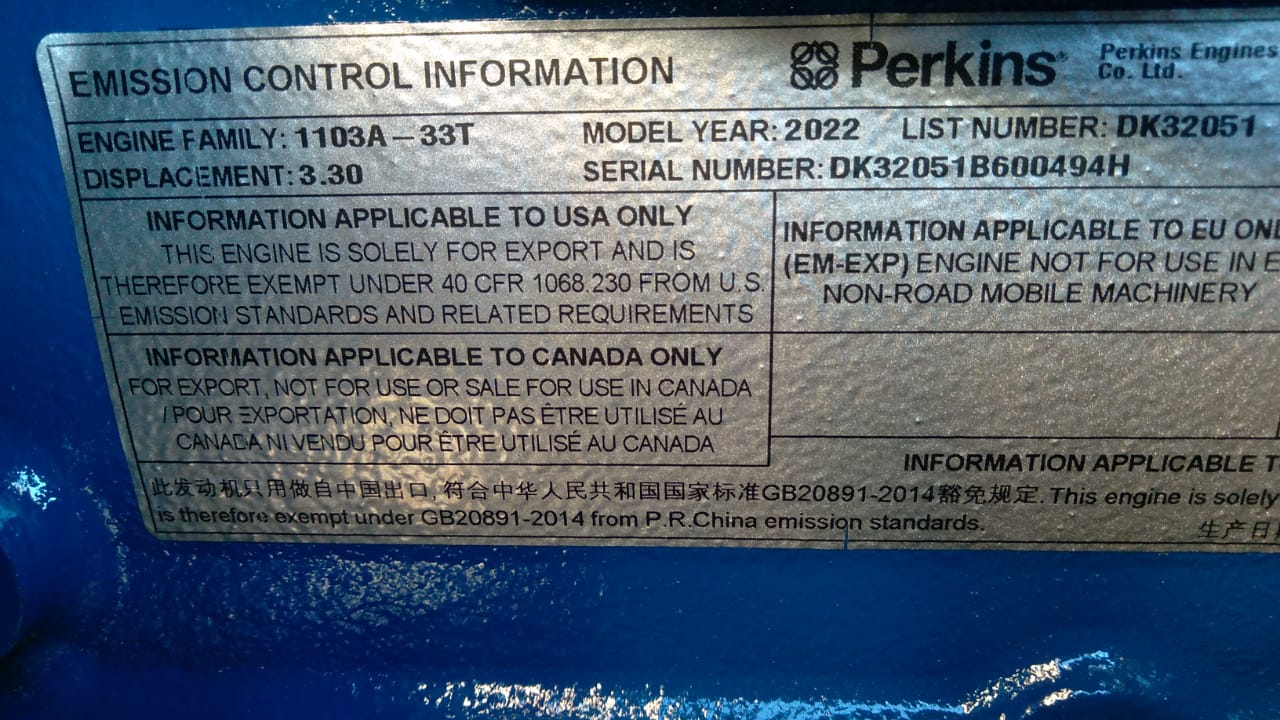 EMISSION CONTROL INFORMATION
Perkins®
Perkins Engines
Co. Ltd.
ENGINE FAMILY: 1103A-33T MODEL YEAR: 2022 LIST NUMBER: DK32051
DISPLACEMENT: 3.30 SERIAL NUMBER: DK32051B600494H
INFORMATION APPLICABLE TO USA ONLY
THIS ENGINE IS SOLELY FOR EXPORT AND IS
THEREFORE EXEMPT UNDER 40 CFR 1068.230 FROM U.S.
EMISSION STANDARDS AND RELATED REQUIREMENTS
INFORMATION APPLICABLE TO EU
(EM-EXP) ENGINE NOT FOR USE IN
NON-ROAD MOBILE MACHINERY
INFORMATION APPLICABLE TO CANADA ONLY
FOR EXPORT, NOT FOR USE OR SALE FOR USE IN CANADA
/ POUR EXPORTATION, NE DOIT PAS ÊTRE UTILISÉ AU
CANADA NI VENDU POUR ÊTRE UTILISÉ AU CANADA
INFORMATION APPLICABLE
此发动机只用做自中国出口,符合中华人民共和国国家标准GB20891-2014豁免规定. This engine is solely
is therefore exempt under GB20891-2014 from P.R.China emission standards.
生产日